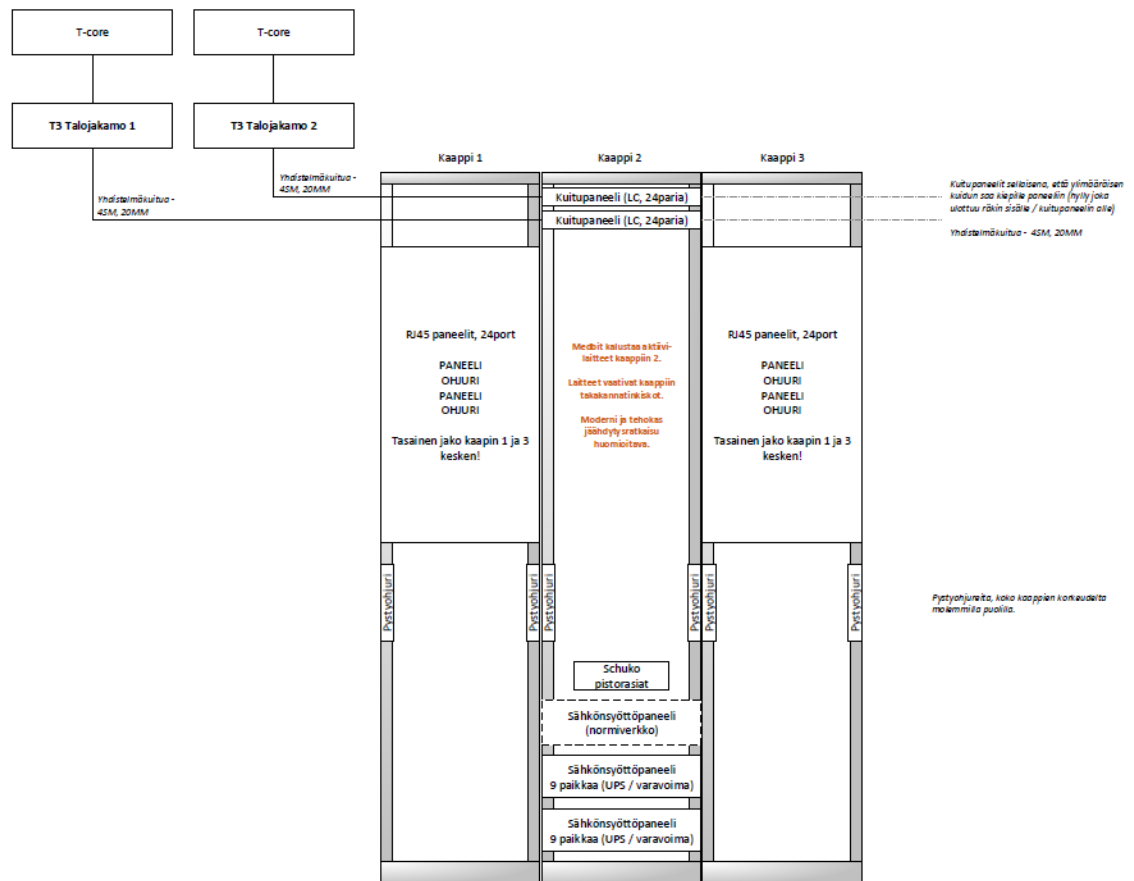 T-core
T-core
T3 Talojakamo 1
T3 Talojakamo 2
Kaappi 1
Kaappi 2
Kaappi 3
Yhdistelmäkuitua -
4SM, 20MM
Yhdistelmäkuitua -
4SM, 20MM
Kuitupaneeli (LC, 24paria)
Kuitupaneeli (LC, 24paria)
Kuitupaneelit sellaisena, että ylimääräisen
kuidun saa kiepille paneeliin (hylly joka
ulottuu räkin sisälle / kuitupaneelin alle)
Yhdistelmäkuitua - 4SM, 20MM
RJ45 paneelit, 24port
PANEELI
OHJURI
PANEELI
OHJURI
Tasainen jako kaapin 1 ja 3
kesken!
Medbit kalustaa aktiivi-
laitteet kaappiin 2.
Laitteet vaativat kaappiin
takakannatinkiskot.
Moderni ja tehokas
jäähdytysratkaisu
huomioitava.
RJ45 paneelit, 24port
PANEELI
OHJURI
PANEELI
OHJURI
Tasainen jako kaapin 1 ja 3
kesken!
Pystyohjuri
Pystyohjuri
Pystyohjuri
Pystyohjuri
Pystyohjuri
Pystyohjuri
Pystyohjureita, koko kaappien korkeudelta
molemmilla puolilla.
Schuko
pistorasiat
Sähkönsyöttöpaneeli
(normiverkko)
Sähkönsyöttöpaneeli
9 paikkaa (UPS / varavoima)
Sähkönsyöttöpaneeli
9 paikkaa (UPS / varavoima)